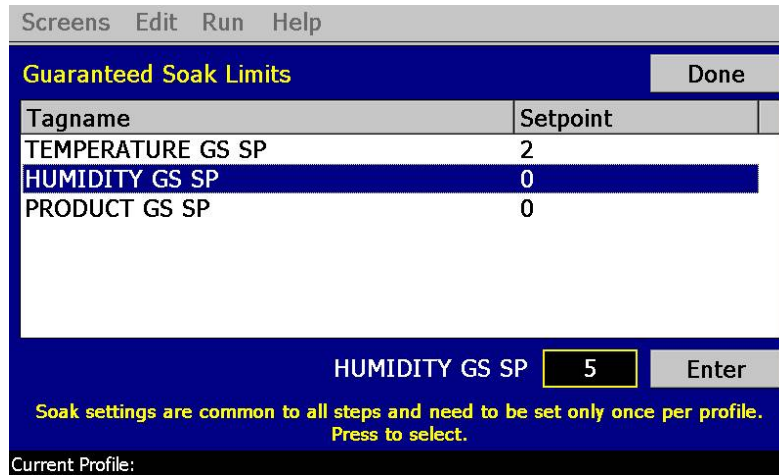 Screens Edit Run Help
Guaranteed Soak Limits Done
Tagname Setpoint
TEMPERATURE GS SP 2
HUMIDITY GS SP 0
PRODUCT GS SP 0
HUMIDITY GS SP 5 Enter
Soak settings are common to all steps and need to be set only once per profile.
Press to select.
Current Profile: